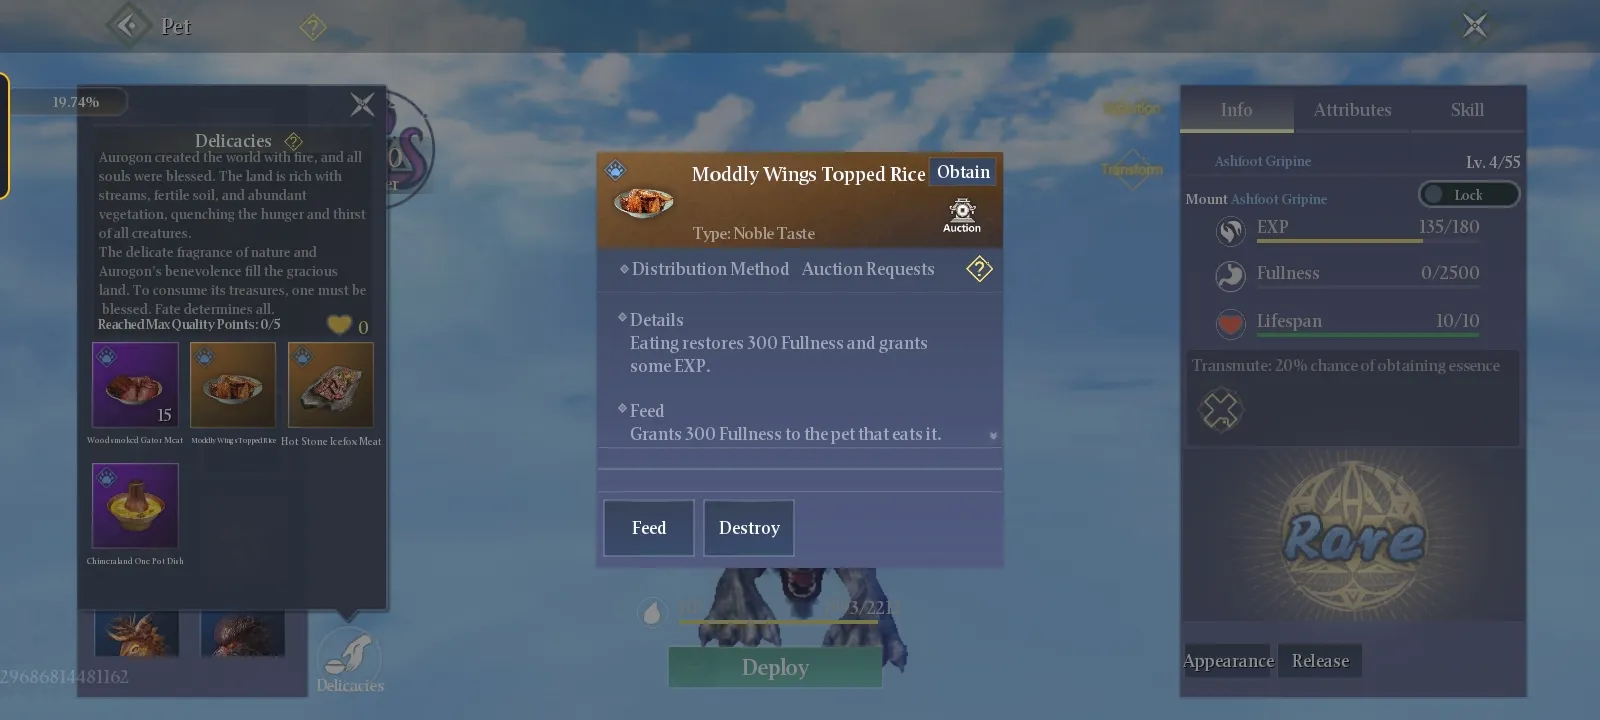 Pet
?
19.74%
Delicacies ?
Aurogon created the world with fire, and all
souls were blessed. The land is rich with
streams, fertile soil, and abundant
vegetation, quenching the hunger and thirst
of all creatures.
The delicate fragrance of nature and
Aurogon's benevolence fill the gracious
land. To consume its treasures, one must be
blessed. Fate determines all.
Reached Max Quality Points: 0/5
0
15
Woodsmoked Gator Meat
Moddly Wings Topped Rice
Hot Stone Icefox Meat
Chimeraland One Pot Dish
29686814481162
Delicacies
Moddly Wings Topped Rice
Obtain
Auction
Type: Noble Taste
Distribution Method Auction Requests
?
Details
Eating restores 300 Fullness and grants
some EXP.
Feed
Grants 300 Fullness to the pet that eats it.
Feed
Destroy
Deploy
Transform
Info
Attributes
Skill
Ashfoot Gripine
Lv. 4/55
Mount Ashfoot Gripine
Lock
EXP
135/180
Fullness
0/2500
Lifespan
10/10
Transmute: 20% chance of obtaining essence
Rare
Appearance
Release